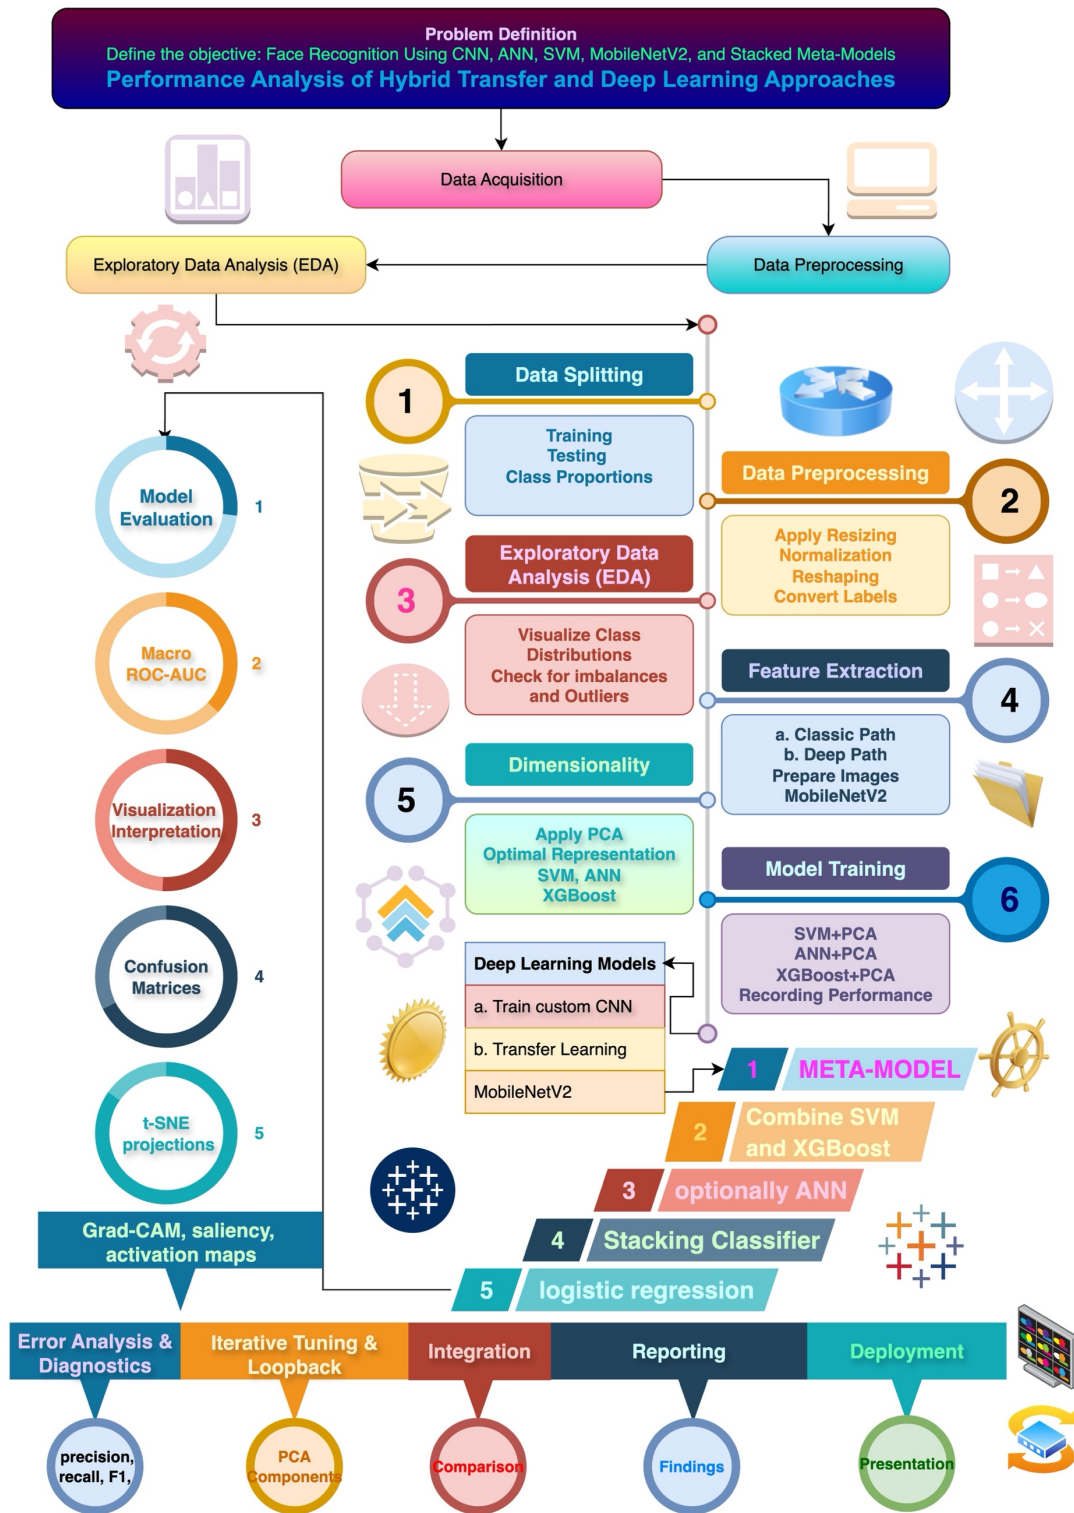 Problem Definition
Define the objective: Face Recognition Using CNN, ANN, SVM, MobileNetV2, and Stacked Meta-Models
Performance Analysis of Hybrid Transfer and Deep Learning Approaches
Data Acquisition
Exploratory Data Analysis (EDA)
Data Preprocessing
1
Data Splitting
Training
Testing
Class Proportions
Data Preprocessing
2
Apply Resizing
Normalization
Reshaping
Convert Labels
3
Exploratory Data
Analysis (EDA)
Visualize Class
Distributions
Check for imbalances
and Outliers
Feature Extraction
4
a. Classic Path
b. Deep Path
Prepare Images
MobileNetV2
5
Dimensionality
Apply PCA
Optimal Representation
SVM, ANN
XGBoost
Model Training
6
SVM+PCA
ANN+PCA
XGBoost+PCA
Recording Performance
Deep Learning Models
a. Train custom CNN
b. Transfer Learning
MobileNetV2
1 META-MODEL
2 Combine SVM
and XGBoost
3 optionally ANN
4 Stacking Classifier
5 logistic regression
Model
Evaluation
1
Macro
ROC-AUC
2
Visualization
Interpretation
3
Confusion
Matrices
4
t-SNE
projections
5
Grad-CAM, saliency,
activation maps
Error Analysis &
Diagnostics
Iterative Tuning &
Loopback
Integration
Reporting
Deployment
precision,
recall, F1,
PCA
Components
Comparison
Findings
Presentation